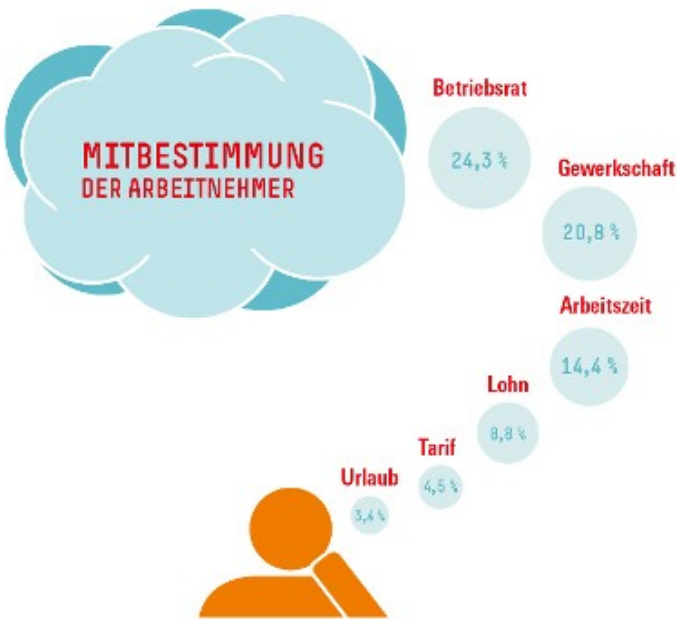 MITBESTIMMUNG
DER ARBEITNEHMER
Betriebsrat
24,3 %
Gewerkschaft
20,8 %
Arbeitszeit
14,4 %
Lohn
8,8 %
Tarif
4,5 %
Urlaub
3,4 %